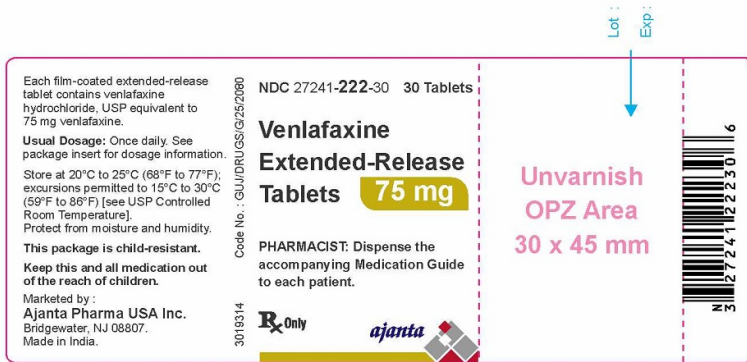 Each film-coated extended-release
tablet contains venlafaxine
hydrochloride, USP equivalent to
75 mg venlafaxine.
Usual Dosage: Once daily. See
package insert for dosage information.
Store at 20°C to 25°C (68°F to 77°F);
excursions permitted to 15°C to 30°C
(59°F to 86°F) [see USP Controlled
Room Temperature].
Protect from moisture and humidity.
This package is child-resistant.
Keep this and all medication out
of the reach of children.
Marketed by :
Ajanta Pharma USA Inc.
Bridgewater, NJ 08807.
Made in India.
Code No. : GUJ/DRUGS/G/25/2080
3019314
NDC 27241-222-30 30 Tablets
Venlafaxine
Extended-Release
Tablets 75 mg
PHARMACIST: Dispense the
accompanying Medication Guide
to each patient.
Rx Only
ajanta
Lot :
Exp :
Unvarnish
OPZ Area
30 x 45 mm
N
3 27241 22230 6